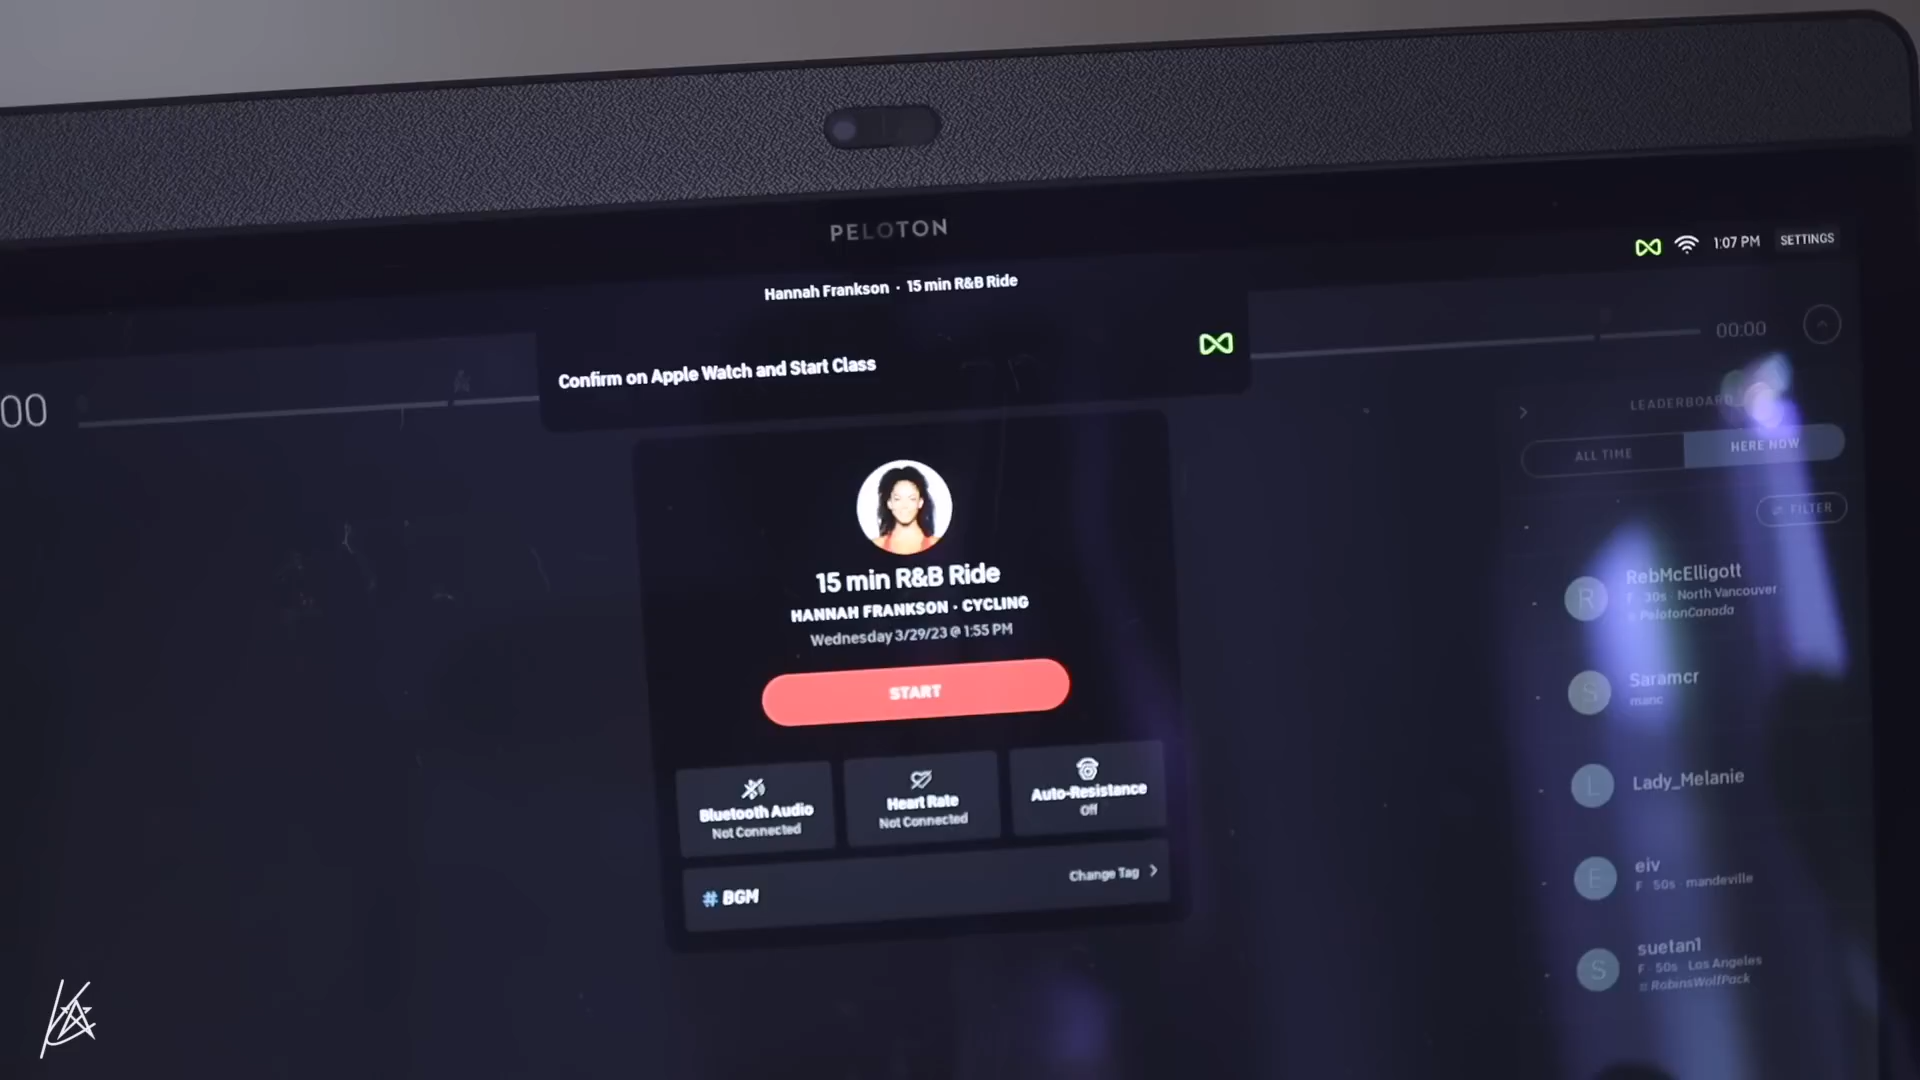 PELOTON
1:07 PM
SETTINGS
Hannah Frankson · 15 min R&B Ride
Confirm on Apple Watch and Start Class
00
00:00
LEADERBOARD
ALL TIME
HERE NOW
FILTER
15 min R&B Ride
HANNAH FRANKSON · CYCLING
Wednesday 3/29/23 @ 1:55 PM
START
Bluetooth Audio
Not Connected
Heart Rate
Not Connected
Auto-Resistance
Off
# BGM
Change Tag
R
RebMcElligott
F · 30s · North Vancouver
# PelotonCanada
S
Saramcr
manc
L
Lady_Melanie
E
eiv
F · 50s · mandeville
S
suetan1
F · 50s · Los Angeles
# RobinsWolfPack